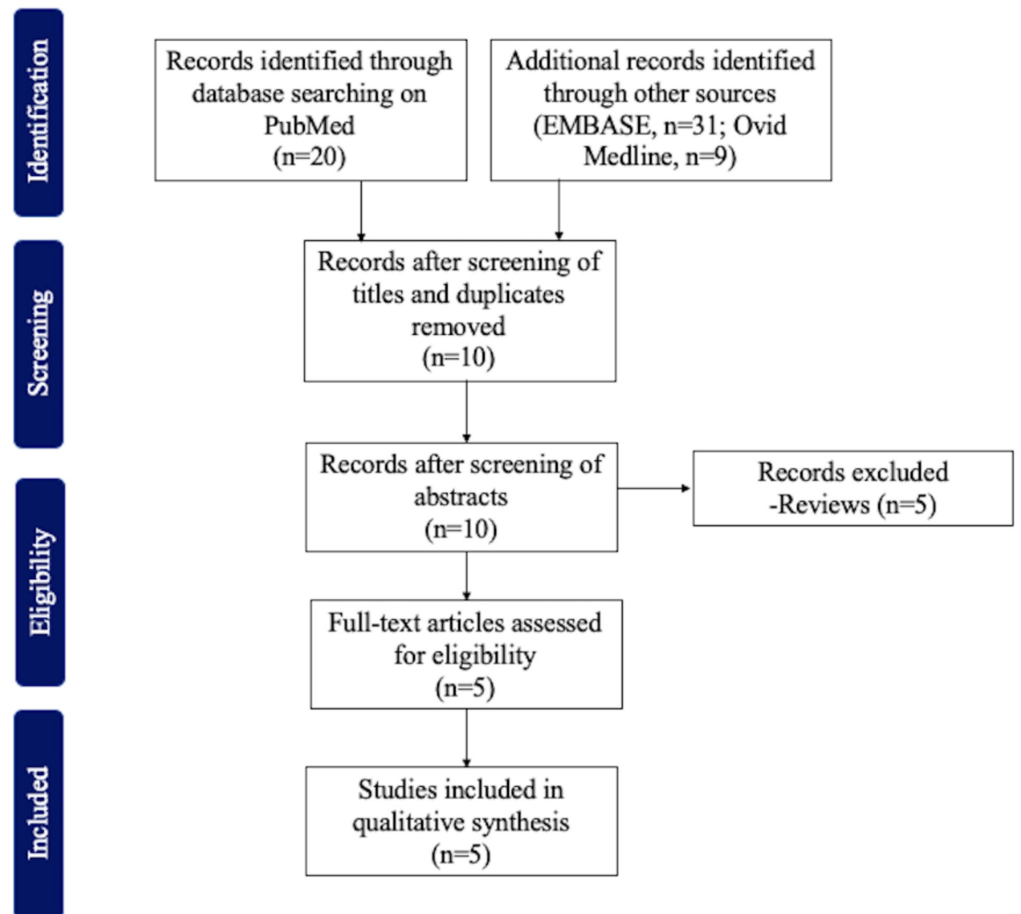 Identification
Records identified through
database searching on
PubMed
(n=20)
Additional records identified
through other sources
(EMBASE, n=31; Ovid
Medline, n=9)
Screening
Records after screening of
titles and duplicates
removed
(n=10)
Records after screening of
abstracts
(n=10)
Records excluded
-Reviews (n=5)
Eligibility
Full-text articles assessed
for eligibility
(n=5)
Included
Studies included in
qualitative synthesis
(n=5)